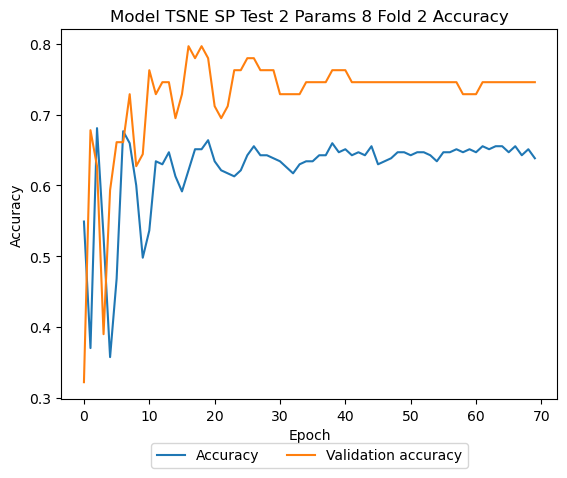 Model TSNE SP Test 2 Params 8 Fold 2 Accuracy
0.8
0.7
0.6
0.5
0.4
0.3
Accuracy
0 10 20 30 40 50 60 70
Epoch
Accuracy Validation accuracy